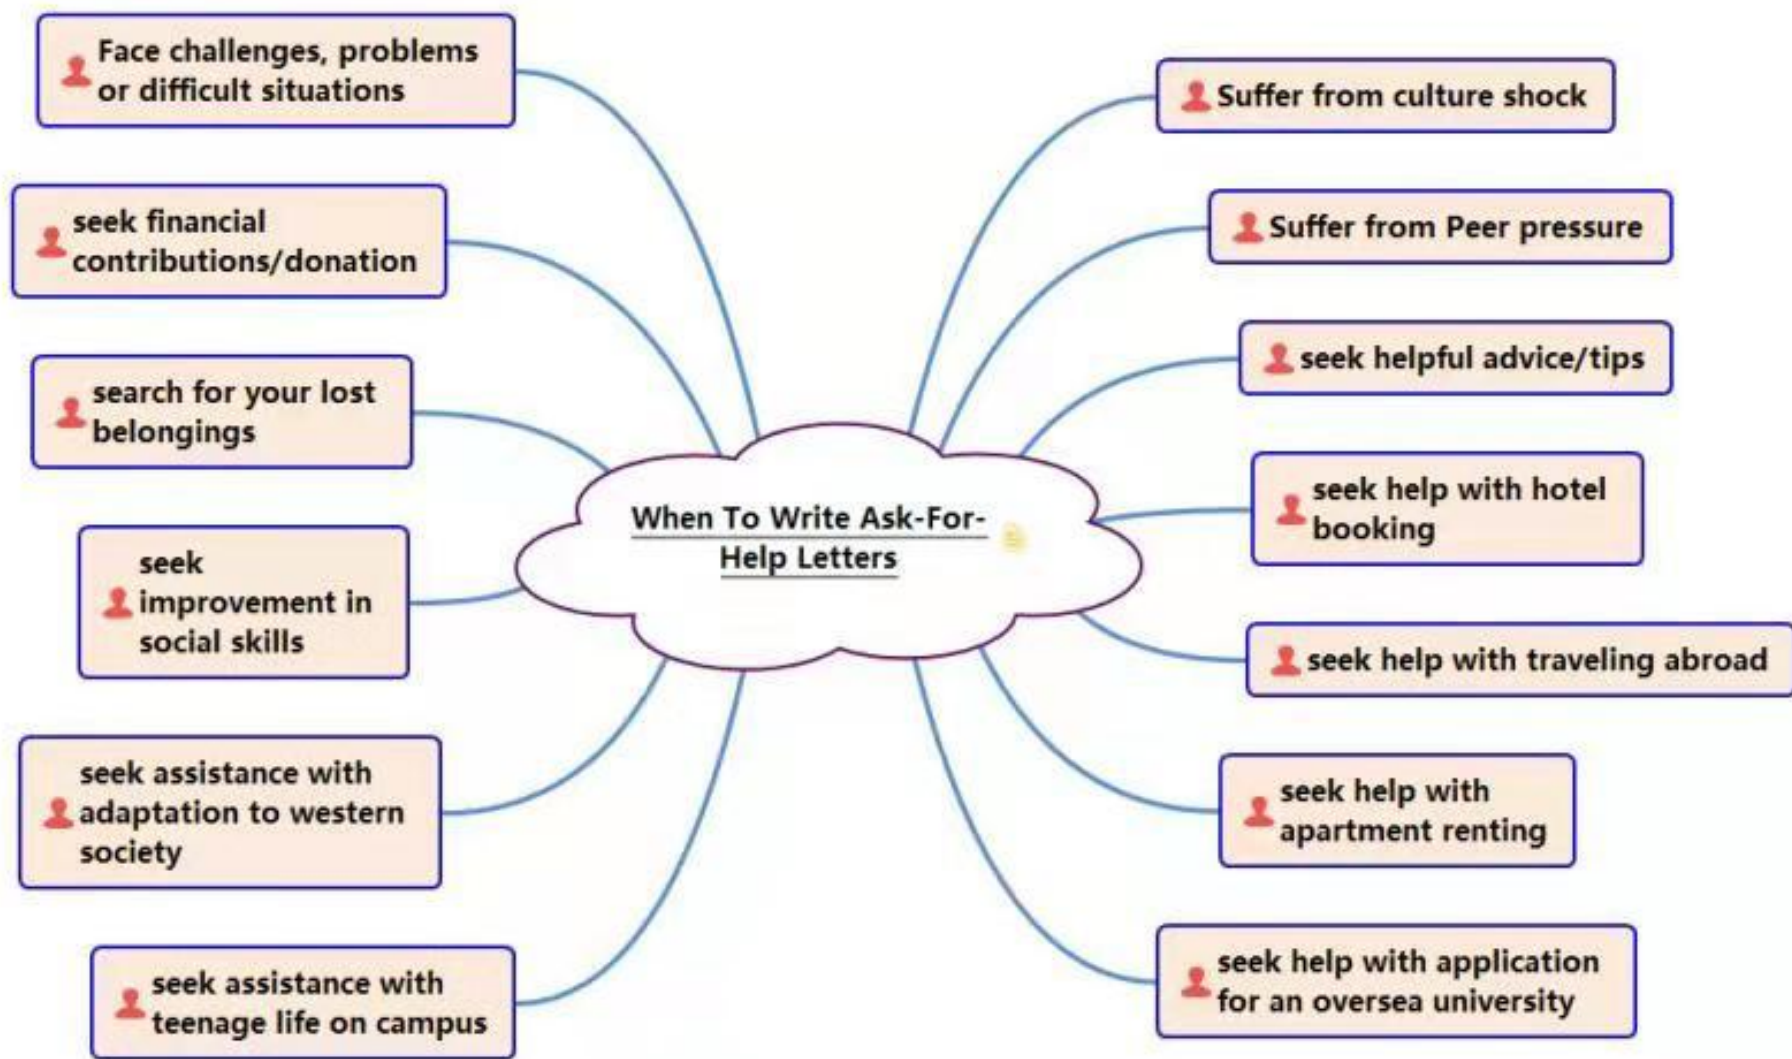 Face challenges, problems
or difficult situations
seek financial
contributions/donation
search for your lost
belongings
seek
improvement in
social skills
seek assistance with
adaptation to western
society
seek assistance with
teenage life on campus
When To Write Ask-For-
Help Letters
Suffer from culture shock
Suffer from Peer pressure
seek helpful advice/tips
seek help with hotel
booking
seek help with traveling abroad
seek help with
apartment renting
seek help with application
for an oversea university